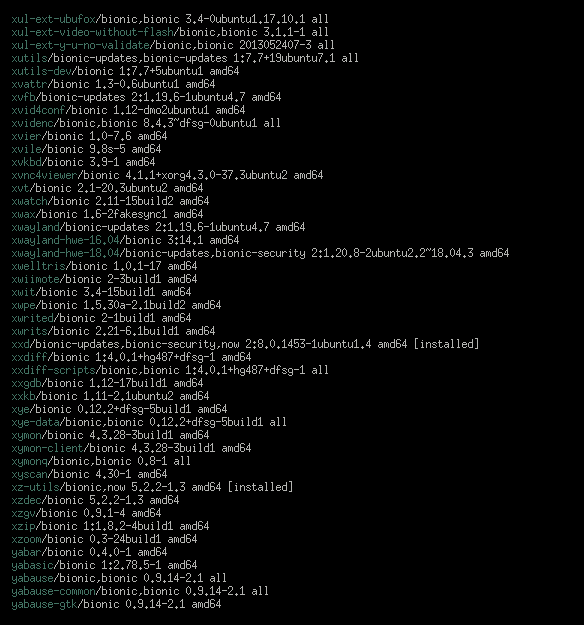 xul-ext-ubufox/bionic,bionic 3.4-0ubuntu1.17.10.1 all
xul-ext-video-without-flash/bionic,bionic 3.1.1-1 all
xul-ext-y-u-no-validate/bionic,bionic 2013052407-3 all
xutils/bionic-updates,bionic-updates 1:7.7+19ubuntu7.1 all
xutils-dev/bionic 1:7.7+5ubuntu1 amd64
xvattr/bionic 1.3-0.6ubuntu1 amd64
xvfb/bionic-updates 2:1.19.6-1ubuntu4.7 amd64
xvid4conf/bionic 1.12-dmo2ubuntu1 amd64
xvidenc/bionic,bionic 8.4.3~dfsg-0ubuntu1 all
xvier/bionic 1.0-7.6 amd64
xvile/bionic 9.8s-5 amd64
xvkbd/bionic 3.9-1 amd64
xvnc4viewer/bionic 4.1.1+xorg4.3.0-37.3ubuntu2 amd64
xvt/bionic 2.1-20.3ubuntu2 amd64
xwatch/bionic 2.11-15build2 amd64
xwax/bionic 1.6-2fakesync1 amd64
xwayland/bionic-updates 2:1.19.6-1ubuntu4.7 amd64
xwayland-hwe-16.04/bionic 3:14.1 amd64
xwayland-hwe-18.04/bionic-updates,bionic-security 2:1.20.8-2ubuntu2.2~18.04.3 amd64
xwelltris/bionic 1.0.1-17 amd64
xwiimote/bionic 2-3build1 amd64
xwit/bionic 3.4-15build1 amd64
xwpe/bionic 1.5.30a-2.1build2 amd64
xwrited/bionic 2-1build1 amd64
xwrits/bionic 2.21-6.1build1 amd64
xxd/bionic-updates,bionic-security,now 2:8.0.1453-1ubuntu1.4 amd64 [installed]
xxdiff/bionic 1:4.0.1+hg487+dfsg-1 amd64
xxdiff-scripts/bionic,bionic 1:4.0.1+hg487+dfsg-1 all
xxgdb/bionic 1.12-17build1 amd64
xxkb/bionic 1.11-2.1ubuntu2 amd64
xye/bionic 0.12.2+dfsg-5build1 amd64
xye-data/bionic,bionic 0.12.2+dfsg-5build1 all
xymon/bionic 4.3.28-3build1 amd64
xymon-client/bionic 4.3.28-3build1 amd64
xymonq/bionic,bionic 0.8-1 all
xyscan/bionic 4.30-1 amd64
xz-utils/bionic,now 5.2.2-1.3 amd64 [installed]
xzdec/bionic 5.2.2-1.3 amd64
xzgv/bionic 0.9.1-4 amd64
xzip/bionic 1:1.8.2-4build1 amd64
xzoom/bionic 0.3-24build1 amd64
yabar/bionic 0.4.0-1 amd64
yabasic/bionic 1:2.78.5-1 amd64
yabause/bionic,bionic 0.9.14-2.1 all
yabause-common/bionic,bionic 0.9.14-2.1 all
yabause-gtk/bionic 0.9.14-2.1 amd64